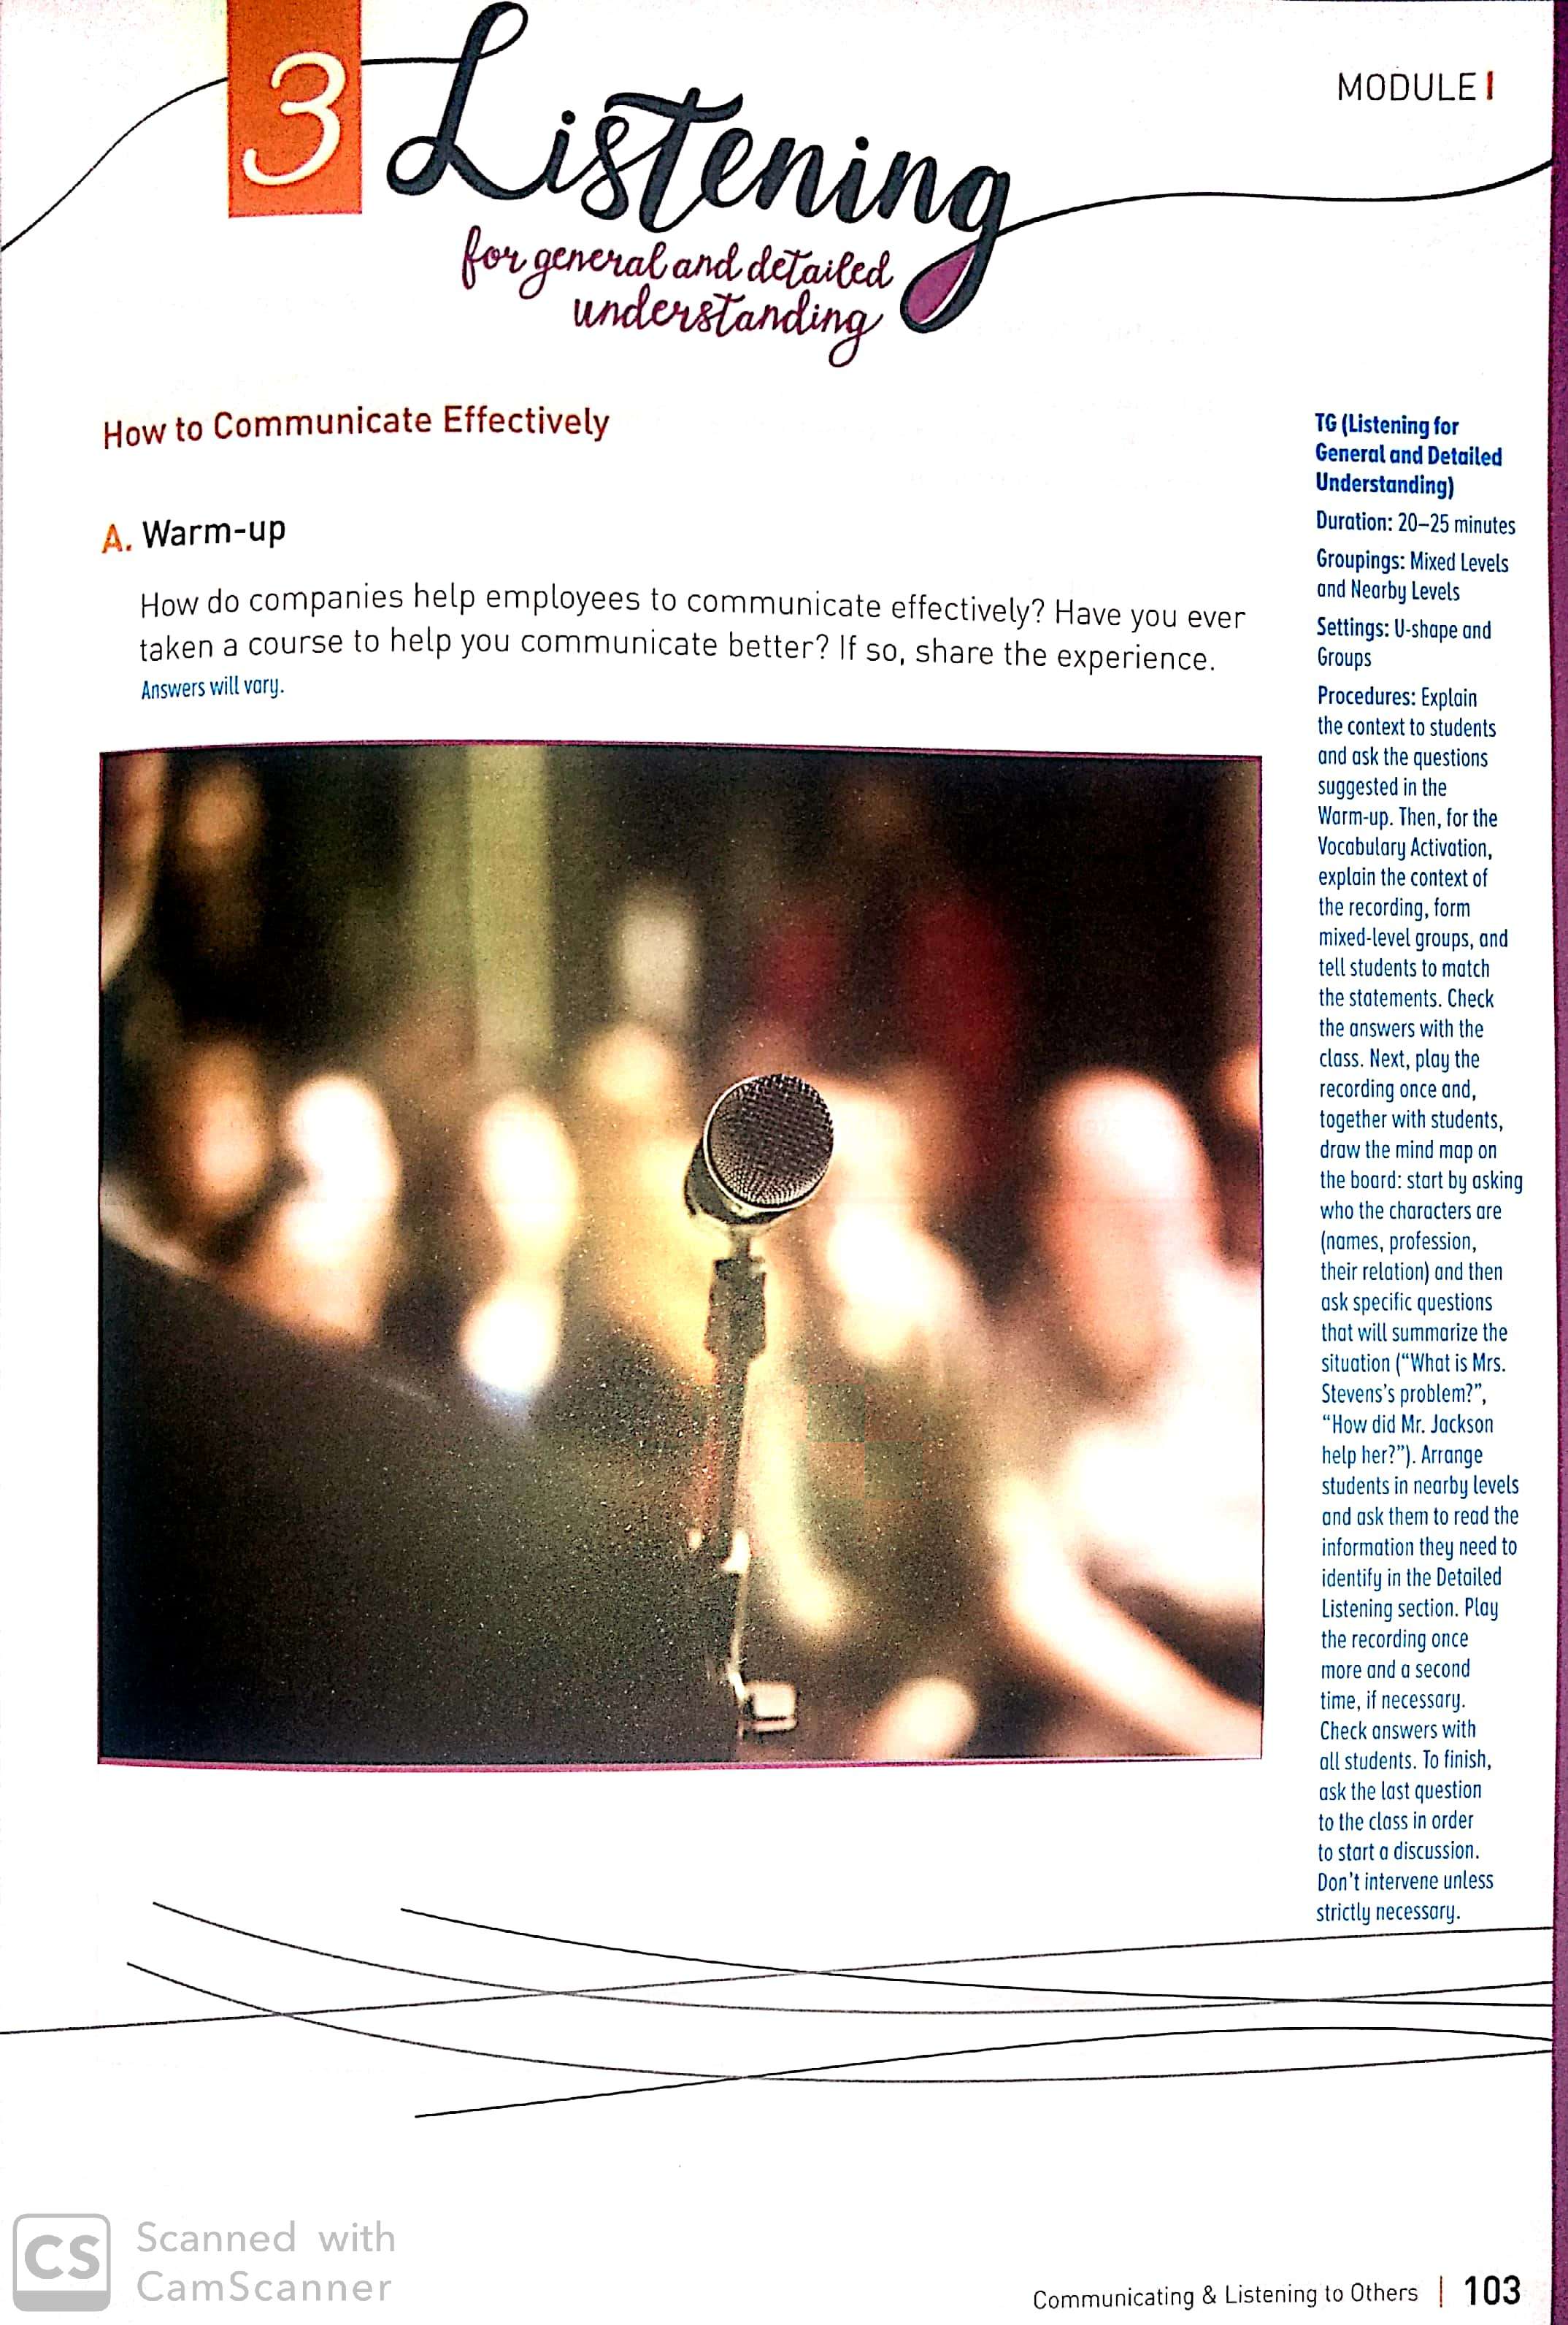 3
Listening
for general and detailed
understanding
MODULE 1
How to Communicate Effectively
A. Warm-up
How do companies help employees to communicate effectively? Have you ever
taken a course to help you communicate better? If so, share the experience.
Answers will vary.
TG (Listening for
General and Detailed
Understanding)
Duration: 20–25 minutes
Groupings: Mixed Levels
and Nearby Levels
Settings: U-shape and
Groups
Procedures: Explain
the context to students
and ask the questions
suggested in the
Warm-up. Then, for the
Vocabulary Activation,
explain the context of
the recording, form
mixed-level groups, and
tell students to match
the statements. Check
the answers with the
class. Next, play the
recording once and,
together with students,
draw the mind map on
the board: start by asking
who the characters are
(names, profession,
their relation) and then
ask specific questions
that will summarize the
situation (“What is Mrs.
Stevens’s problem?”,
“How did Mr. Jackson
help her?”). Arrange
students in nearby levels
and ask them to read the
information they need to
identify in the Detailed
Listening section. Play
the recording once
more and a second
time, if necessary.
Check answers with
all students. To finish,
ask the last question
to the class in order
to start a discussion.
Don’t intervene unless
strictly necessary.
CS
Scanned with
CamScanner
Communicating & Listening to Others | 103